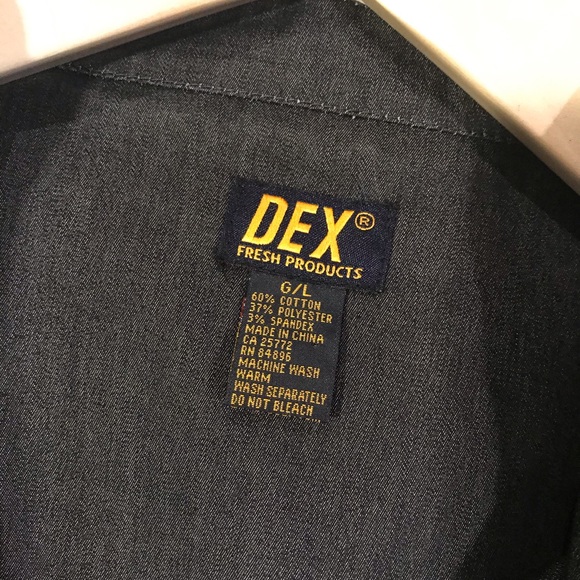 DEX®
FRESH PRODUCTS
G/L
60% COTTON
37% POLYESTER
3% SPANDEX
MADE IN CHINA
CA 25772
RN 84896
MACHINE WASH
WARM
WASH SEPARATELY
DO NOT BLEACH